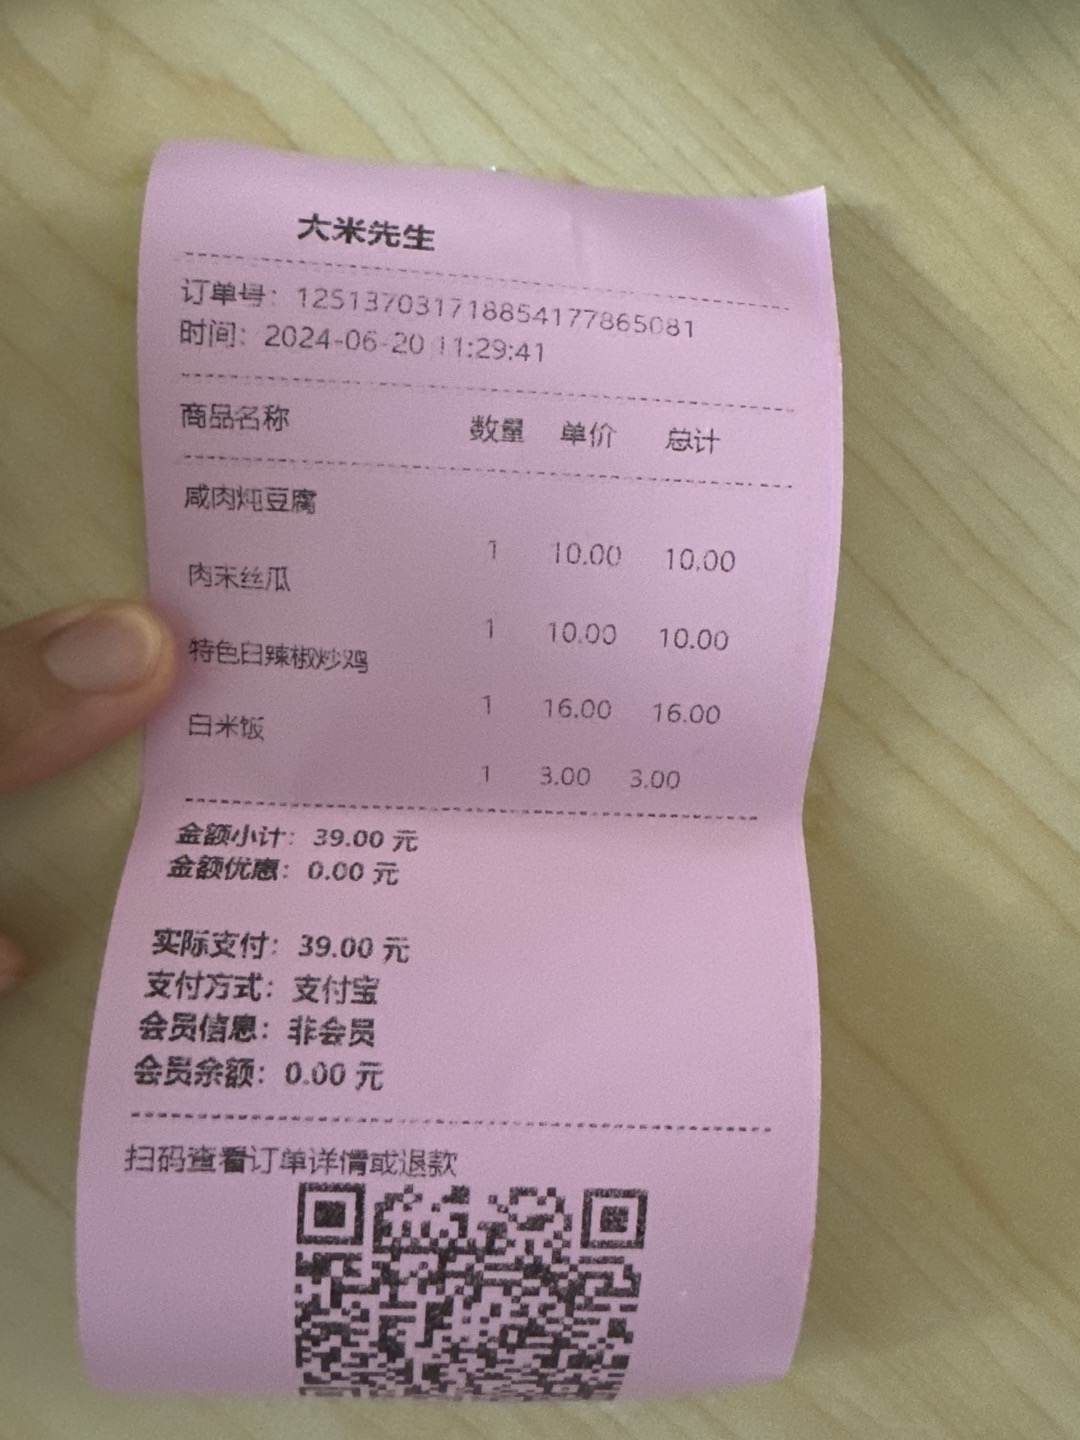 大米先生
订单号：12513703171885417786​5081
时间：2024-06-20 11:29:41
商品名称 数量 单价 总计
咸肉炖豆腐
1 10.00 10.00
肉末丝瓜
1 10.00 10.00
特色白辣椒炒鸡
1 16.00 16.00
白米饭
1 3.00 3.00
金额小计：39.00 元
金额优惠：0.00 元
实际支付：39.00 元
支付方式：支付宝
会员信息：非会员
会员余额：0.00 元
扫码查看订单详情或退款